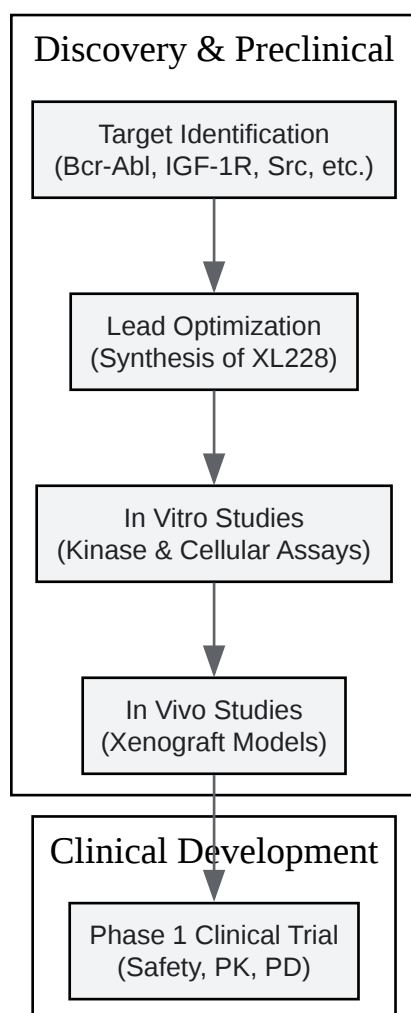 Discovery & Preclinical
Target Identification
(Bcr-Abl, IGF-1R, Src, etc.)
Lead Optimization
(Synthesis of XL228)
In Vitro Studies
(Kinase & Cellular Assays)
In Vivo Studies
(Xenograft Models)
Clinical Development
Phase 1 Clinical Trial
(Safety, PK, PD)